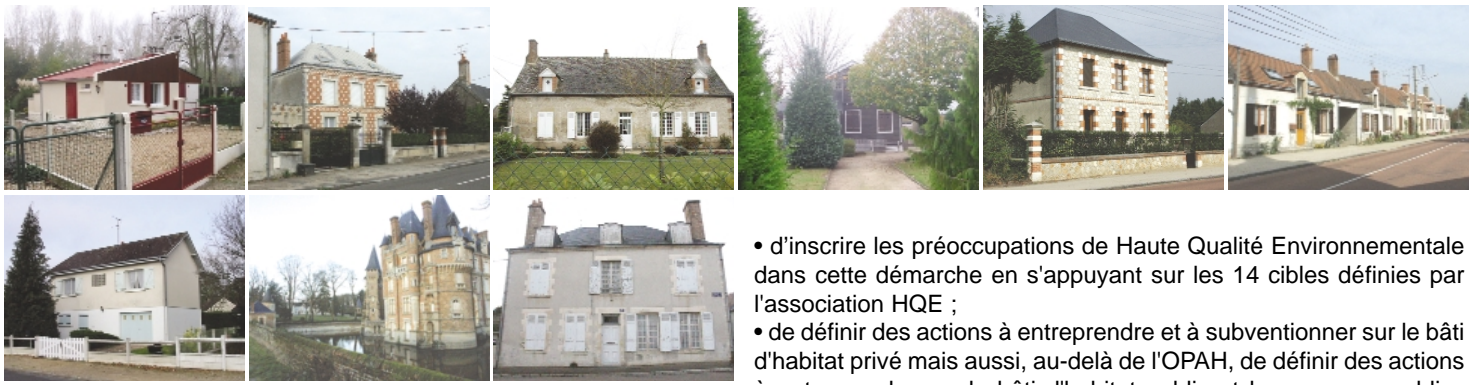 • d’inscrire les préoccupations de Haute Qualité Environnementale
dans cette démarche en s'appuyant sur les 14 cibles définies par
l'association HQE ;
• de définir des actions à entreprendre et à subventionner sur le bâti
d'habitat privé mais aussi, au-delà de l'OPAH, de définir des actions